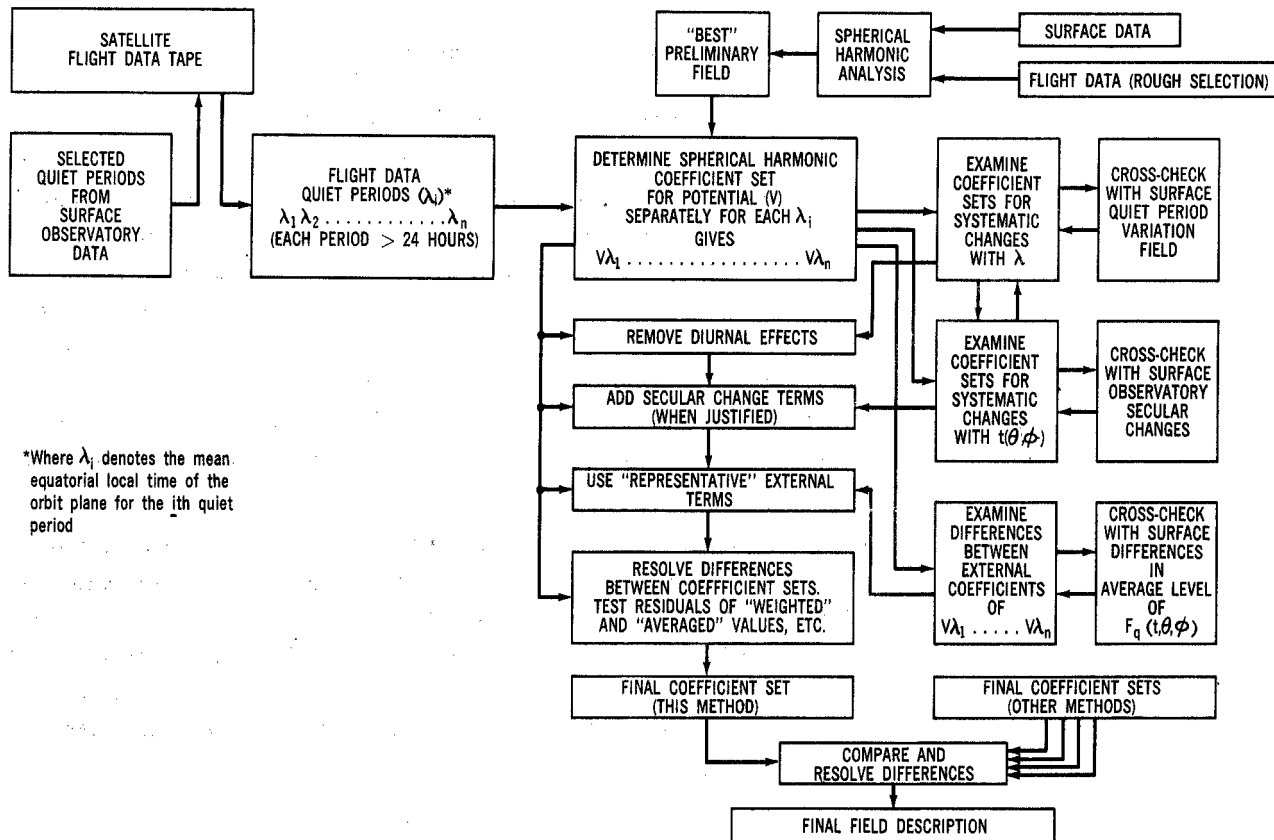 SATELLITE
FLIGHT DATA TAPE
"BEST"
PRELIMINARY
FIELD
SPHERICAL
HARMONIC
ANALYSIS
SURFACE DATA
FLIGHT DATA (ROUGH SELECTION)
SELECTED
QUIET PERIODS
FROM
SURFACE
OBSERVATORY
DATA
FLIGHT DATA
QUIET PERIODS (λi)*
λ1 λ2 . . . . . . . . . . . . λn
(EACH PERIOD > 24 HOURS)
DETERMINE SPHERICAL HARMONIC
COEFFICIENT SET
FOR POTENTIAL (V)
SEPARATELY FOR EACH λi
GIVES
Vλ1 . . . . . . . . . . . . . . . . . Vλn
EXAMINE
COEFFICIENT
SETS FOR
SYSTEMATIC
CHANGES
WITH λ
CROSS-CHECK
WITH SURFACE
QUIET PERIOD
VARIATION
FIELD
REMOVE DIURNAL EFFECTS
ADD SECULAR CHANGE TERMS
(WHEN JUSTIFIED)
EXAMINE
COEFFICIENT
SETS FOR
SYSTEMATIC
CHANGES
WITH t(θ,φ)
CROSS-CHECK
WITH SURFACE
OBSERVATORY
SECULAR
CHANGES
*Where λi denotes the mean
equatorial local time of the
orbit plane for the ith quiet
period
USE "REPRESENTATIVE" EXTERNAL
TERMS
RESOLVE DIFFERENCES
BETWEEN COEFFFICIENT SETS.
TEST RESIDUALS OF "WEIGHTED"
AND "AVERAGED" VALUES, ETC.
EXAMINE
DIFFERENCES
BETWEEN
EXTERNAL
COEFFICIENTS
OF
Vλ1 . . . . . Vλn
CROSS-CHECK
WITH SURFACE
DIFFERENCES
IN
AVERAGE LEVEL
OF
Fq (t,θ,φ)
FINAL COEFFICIENT SET
(THIS METHOD)
FINAL COEFFICIENT SETS
(OTHER METHODS)
COMPARE AND
RESOLVE DIFFERENCES
FINAL FIELD DESCRIPTION